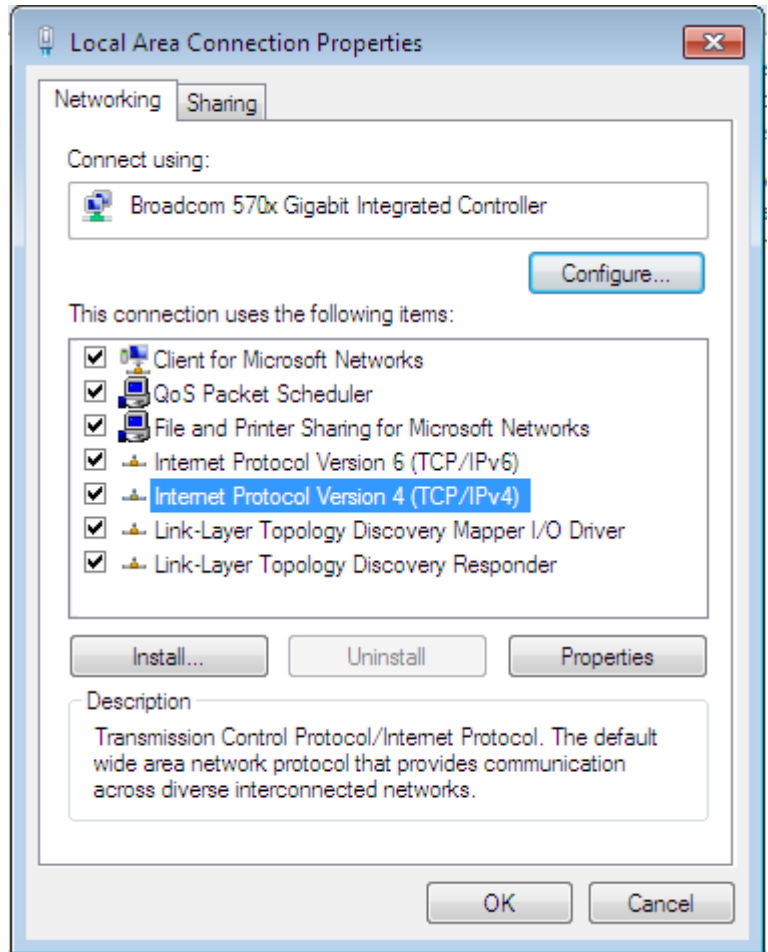 Local Area Connection Properties
Networking
Sharing
Connect using:
Broadcom 570x Gigabit Integrated Controller
Configure...
This connection uses the following items:
Client for Microsoft Networks
QoS Packet Scheduler
File and Printer Sharing for Microsoft Networks
Internet Protocol Version 6 (TCP/IPv6)
Internet Protocol Version 4 (TCP/IPv4)
Link-Layer Topology Discovery Mapper I/O Driver
Link-Layer Topology Discovery Responder
Install...
Uninstall
Properties
Description
Transmission Control Protocol/Internet Protocol. The default
wide area network protocol that provides communication
across diverse interconnected networks.
OK
Cancel